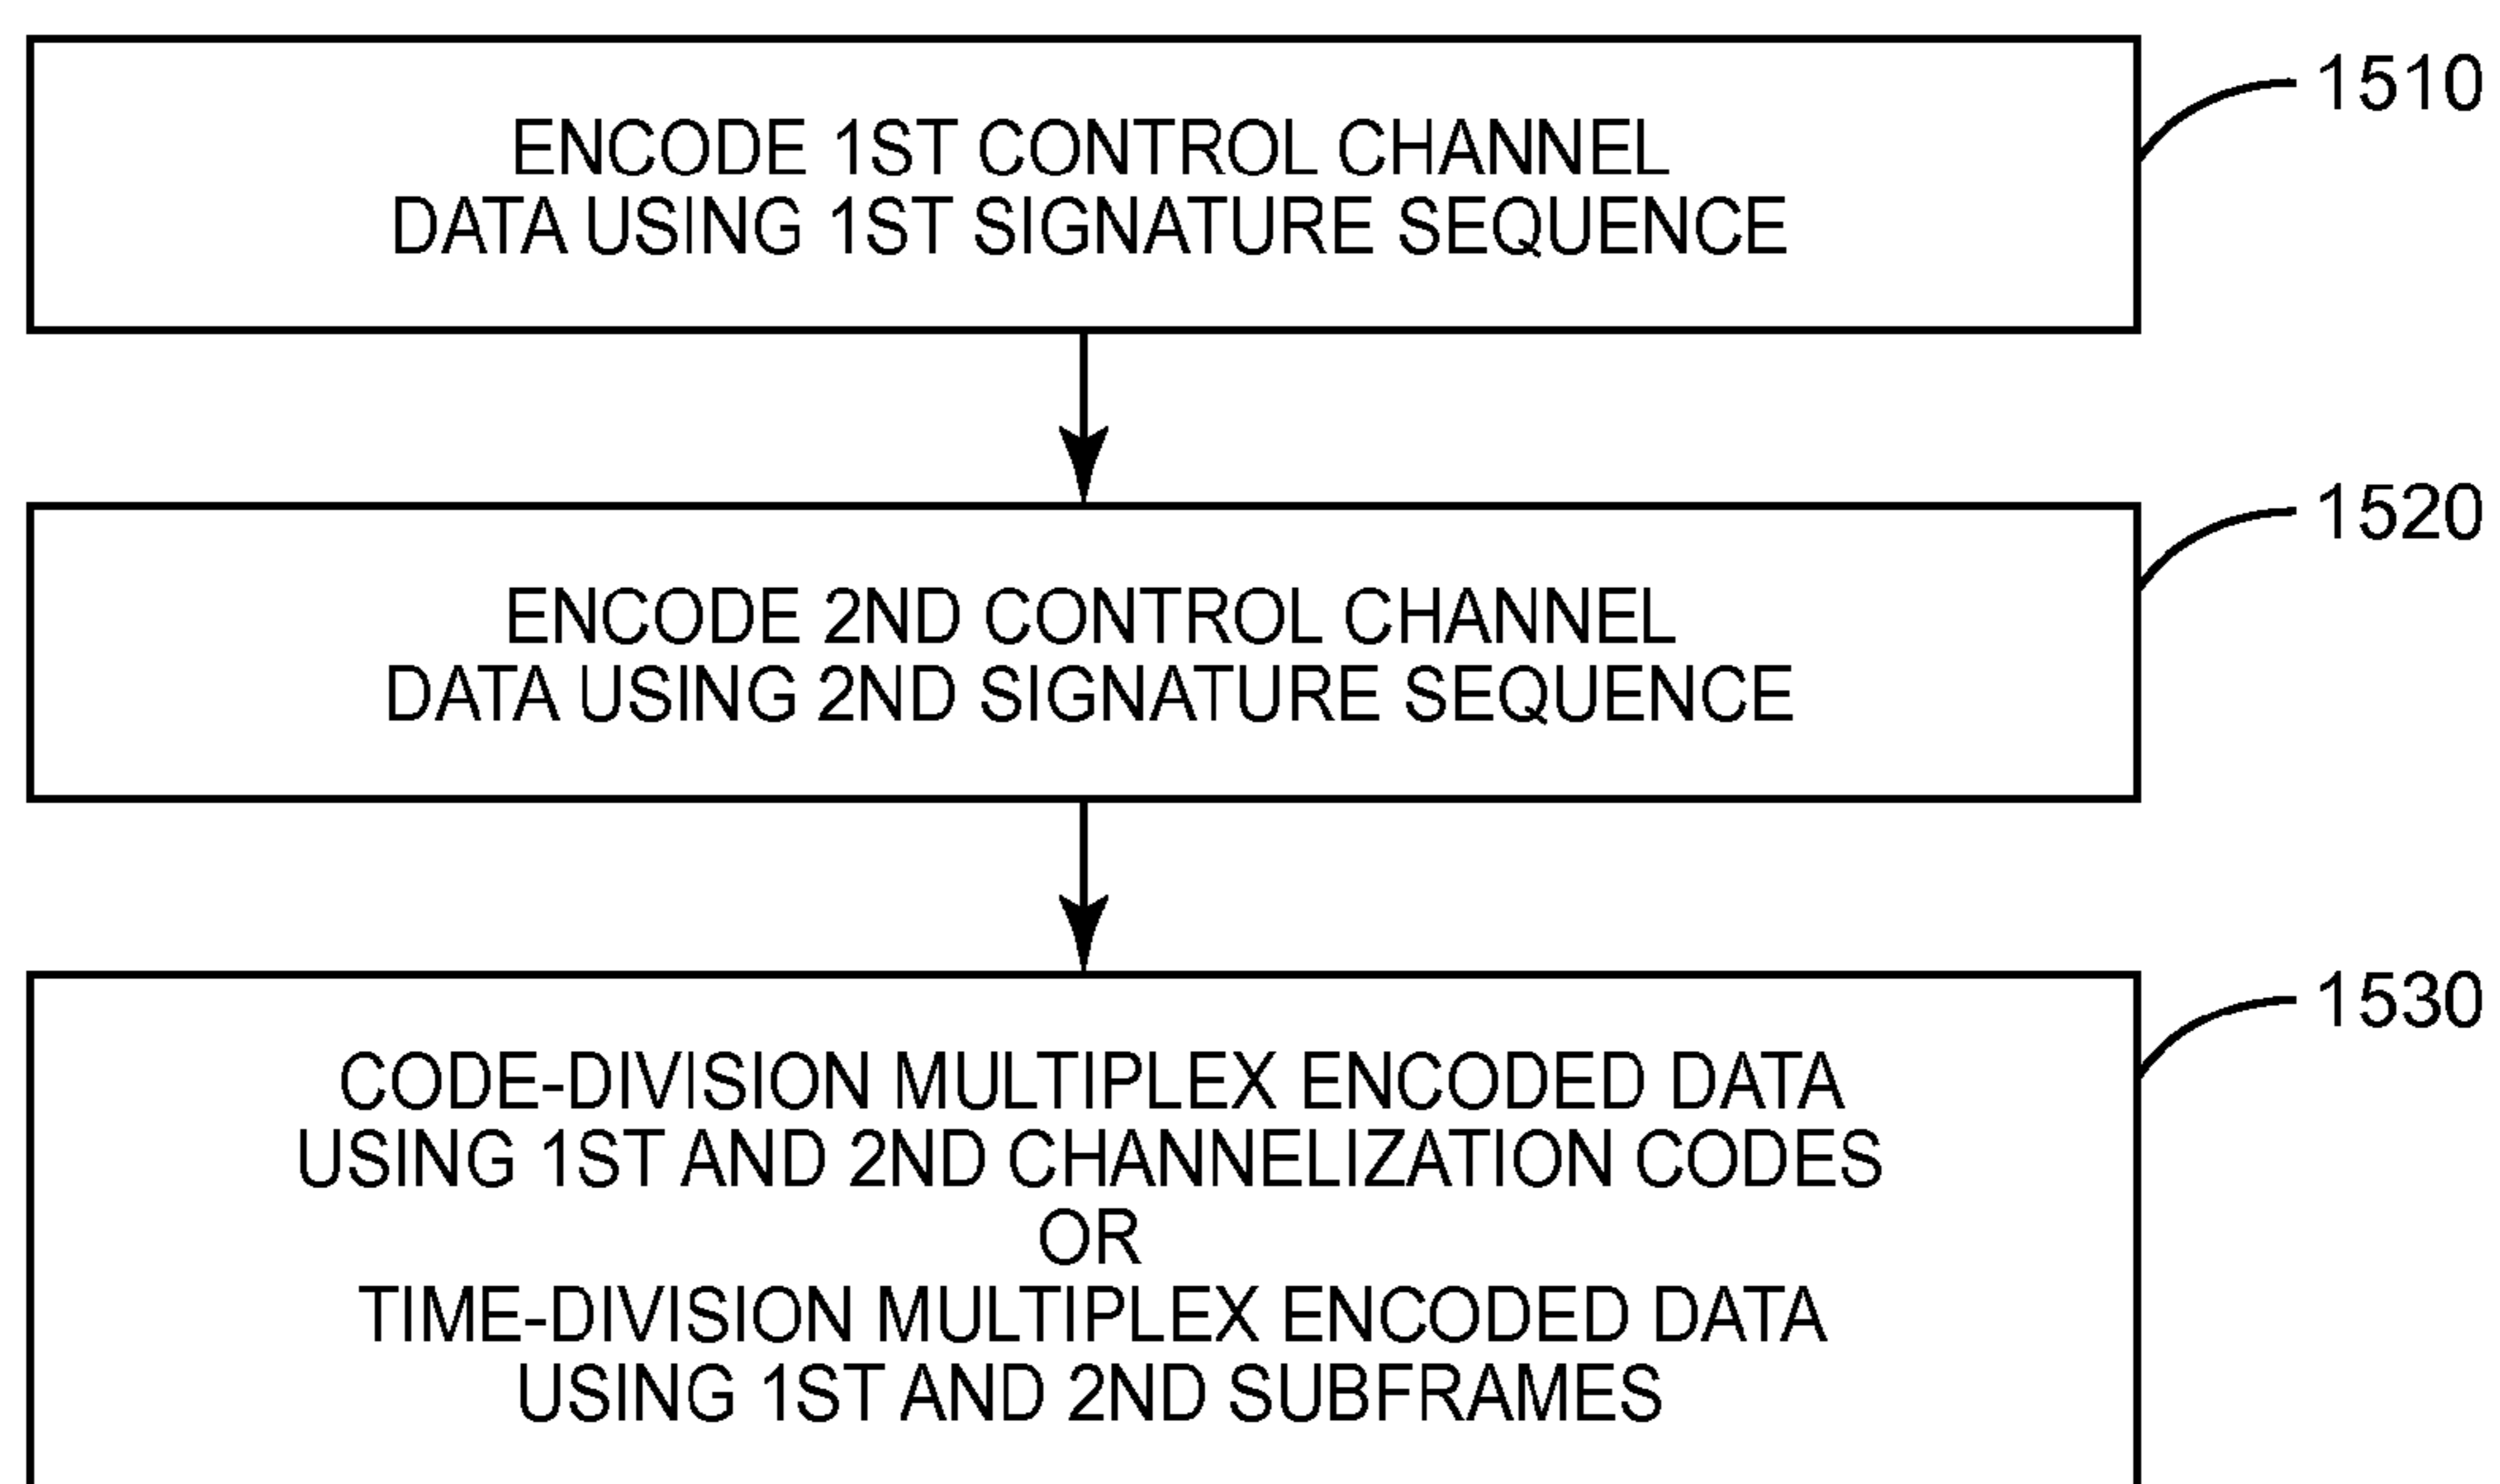 1510
ENCODE 1ST CONTROL CHANNEL
DATA USING 1ST SIGNATURE SEQUENCE
1520
ENCODE 2ND CONTROL CHANNEL
DATA USING 2ND SIGNATURE SEQUENCE
1530
CODE-DIVISION MULTIPLEX ENCODED DATA
USING 1ST AND 2ND CHANNELIZATION CODES
OR
TIME-DIVISION MULTIPLEX ENCODED DATA
USING 1ST AND 2ND SUBFRAMES